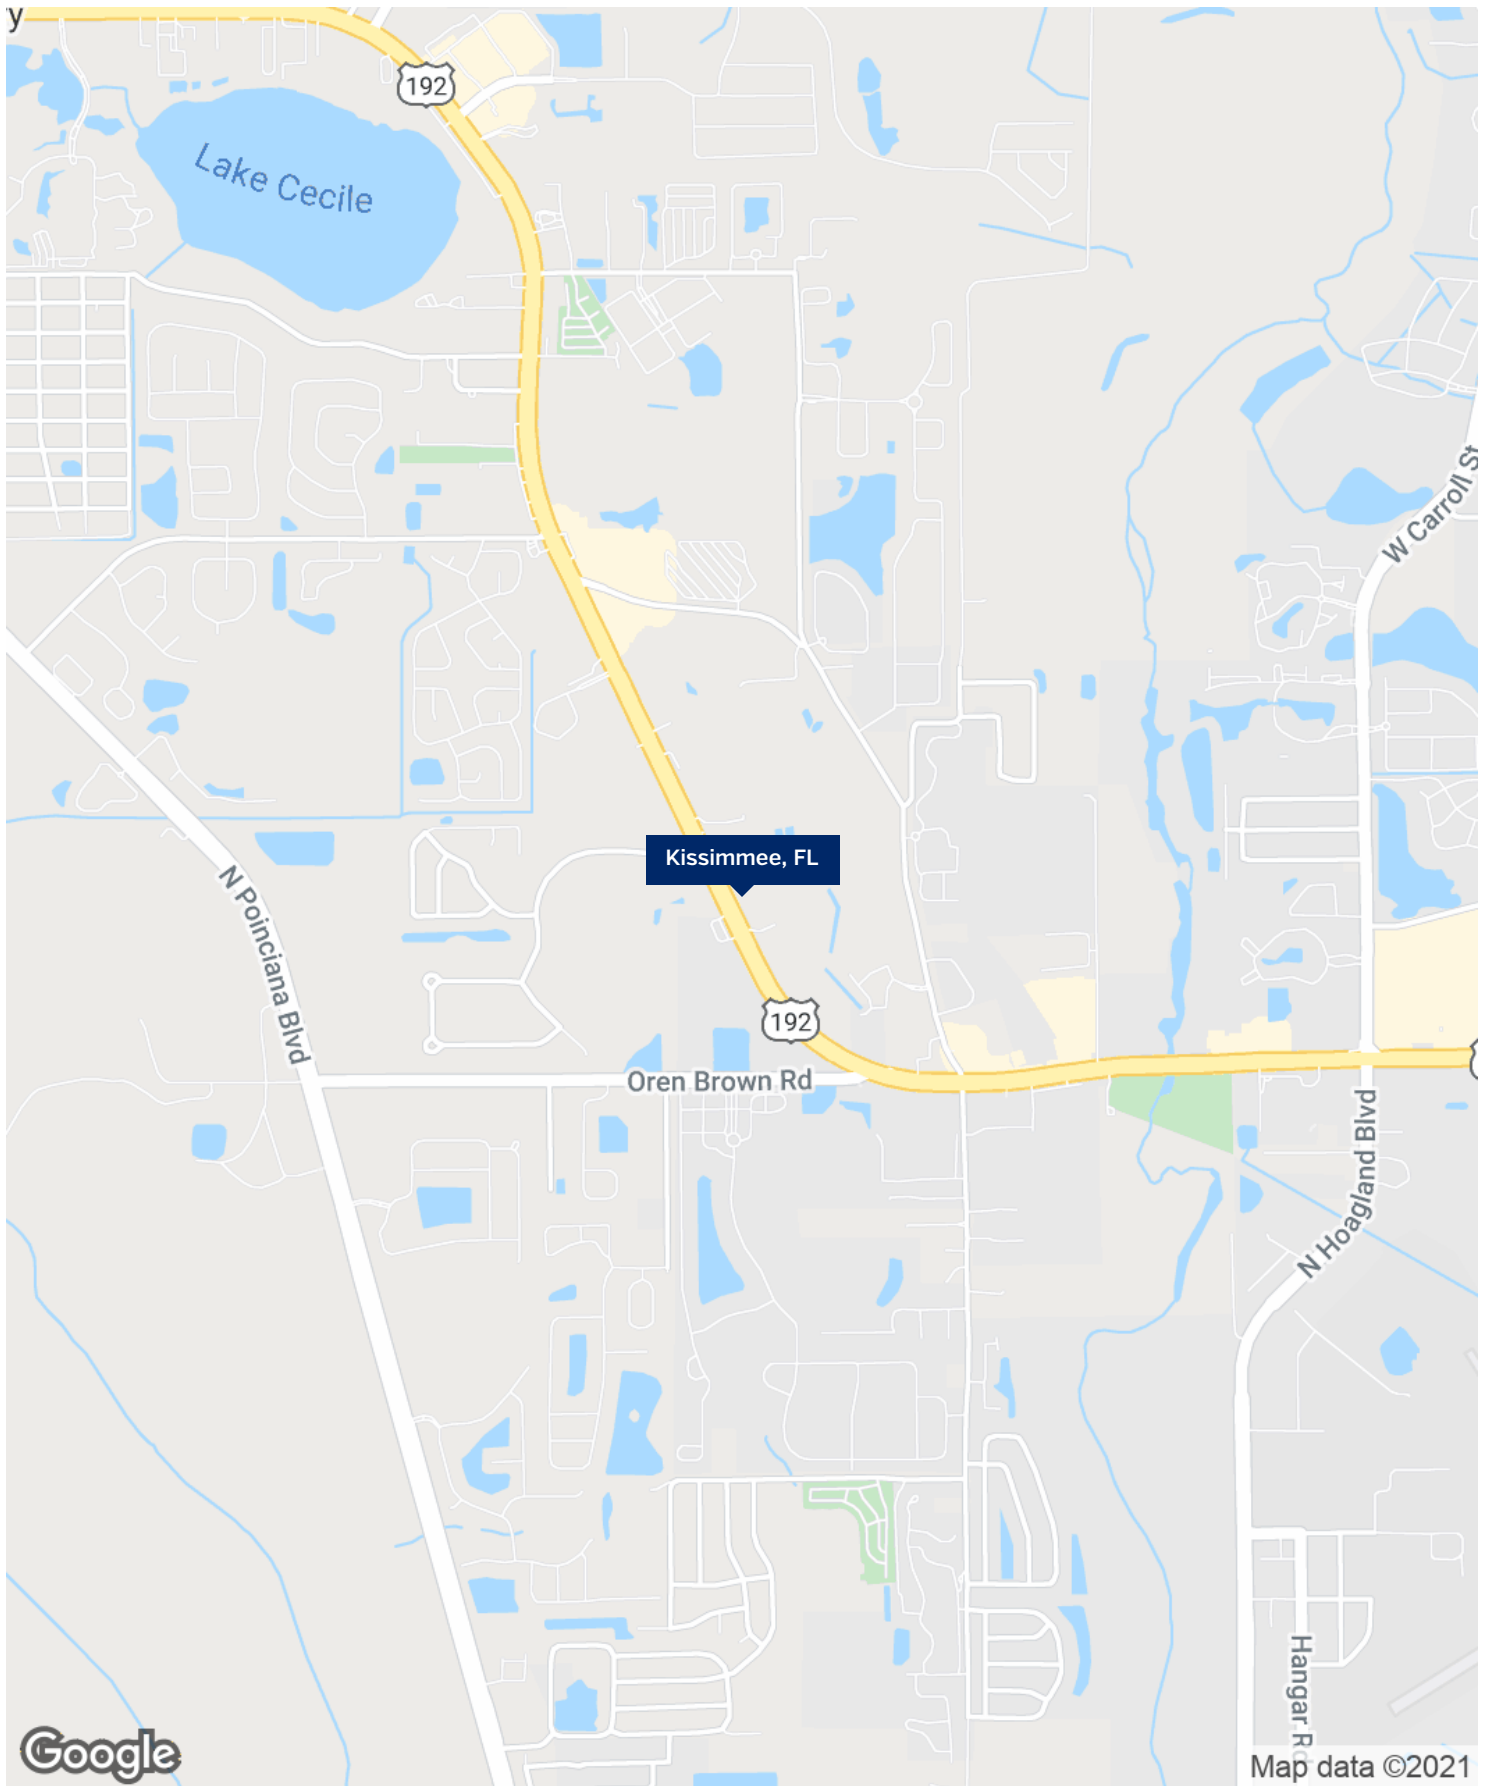 y
192
Lake Cecile
W Carroll St
Kissimmee, FL
N Poinciana Blvd
192
Oren Brown Rd
N Hoagland Blvd
Hangar Rd
Google
Map data ©2021